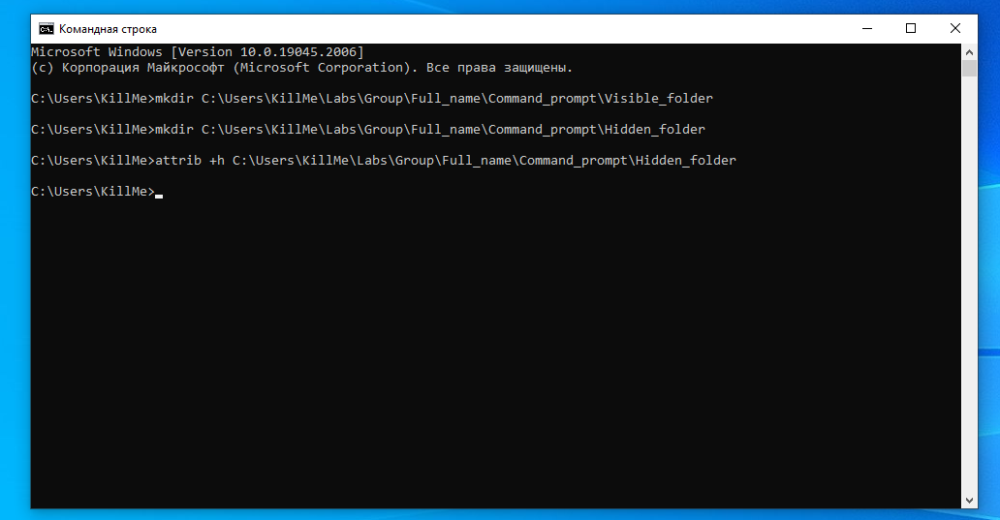 Командная строка
Microsoft Windows [Version 10.0.19045.2006]
(c) Корпорация Майкрософт (Microsoft Corporation). Все права защищены.
C:\Users\KillMe>mkdir C:\Users\KillMe\Labs\Group\Full_name\Command_prompt\Visible_folder
C:\Users\KillMe>mkdir C:\Users\KillMe\Labs\Group\Full_name\Command_prompt\Hidden_folder
C:\Users\KillMe>attrib +h C:\Users\KillMe\Labs\Group\Full_name\Command_prompt\Hidden_folder
C:\Users\KillMe>